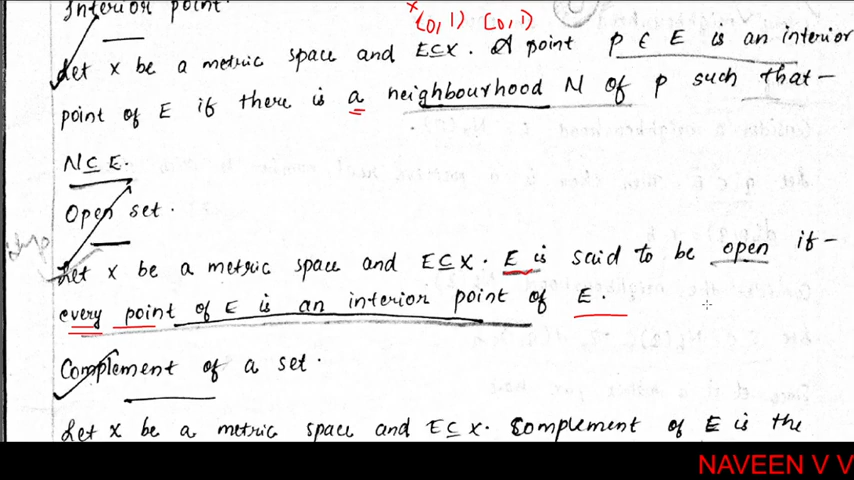 Interior point.
x (0,1) [0,1)
Let x be a metric space and E⊆X. A point p ∈ E is an interior
point of E if there is a neighbourhood N of p such that-
N⊆E.
Open set.
imp
Let x be a metric space and E⊆X. E is said to be open if-
every point of E is an interior point of E.
Complement of a set.
Let x be a metric space and E⊆X. Complement of E is the
NAVEEN V V